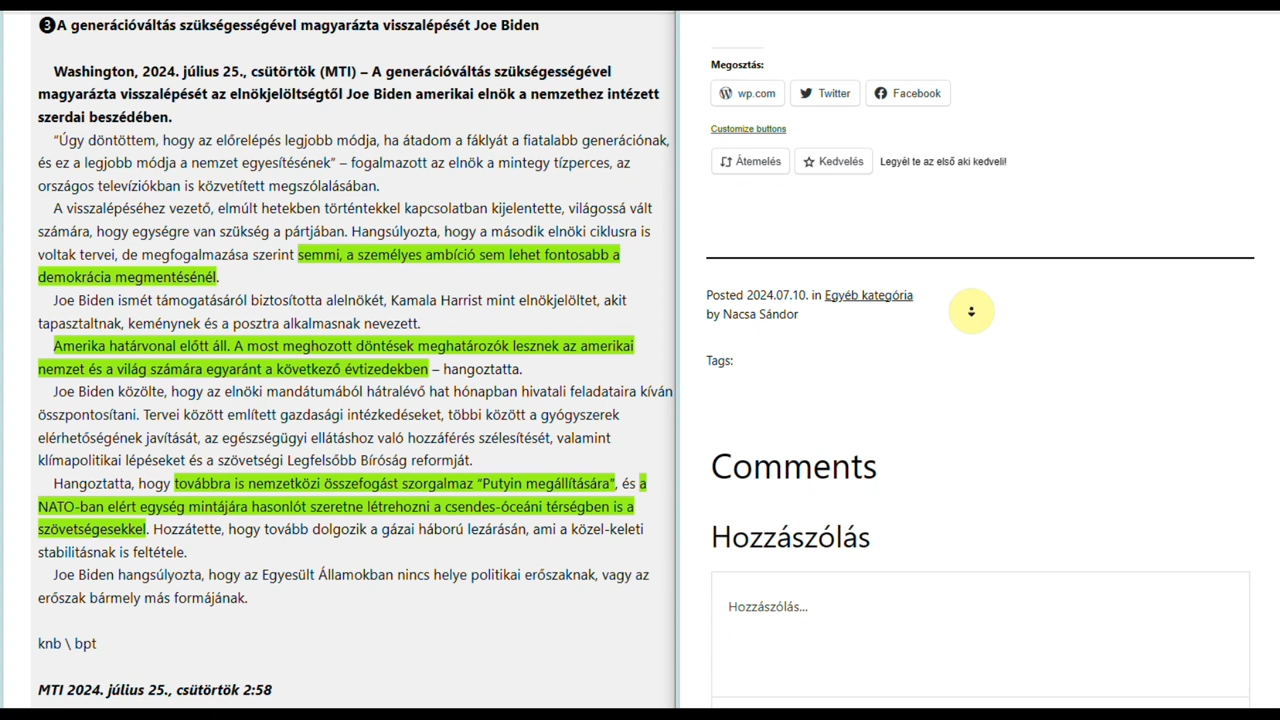 ❸A generációváltás szükségességével magyarázta visszalépését Joe Biden
Washington, 2024. július 25., csütörtök (MTI) – A generációváltás szükségességével
magyarázta visszalépését az elnökjelöltségtől Joe Biden amerikai elnök a nemzethez intézett
szerdai beszédében.
"Úgy döntöttem, hogy az előrelépés legjobb módja, ha átadom a fáklyát a fiatalabb generációnak,
és ez a legjobb módja a nemzet egyesítésének" – fogalmazott az elnök a mintegy tízperces, az
országos televíziókban is közvetített megszólalásában.
A visszalépéséhez vezető, elmúlt hetekben történtekkel kapcsolatban kijelentette, világossá vált
számára, hogy egységre van szükség a pártjában. Hangsúlyozta, hogy a második elnöki ciklusra is
voltak tervei, de megfogalmazása szerint semmi, a személyes ambíció sem lehet fontosabb a
demokrácia megmentésénél.
Joe Biden ismét támogatásáról biztosította alelnökét, Kamala Harrist mint elnökjelöltet, akit
tapasztaltnak, keménynek és a posztra alkalmasnak nevezett.
Amerika határvonal előtt áll. A most meghozott döntések meghatározók lesznek az amerikai
nemzet és a világ számára egyaránt a következő évtizedekben – hangoztatta.
Joe Biden közölte, hogy az elnöki mandátumából hátralévő hat hónapban hivatali feladataira kíván
összpontosítani. Tervei között említett gazdasági intézkedéseket, többi között a gyógyszerek
elérhetőségének javítását, az egészségügyi ellátáshoz való hozzáférés szélesítését, valamint
klímapolitikai lépéseket és a szövetségi Legfelsőbb Bíróság reformját.
Hangoztatta, hogy továbbra is nemzetközi összefogást szorgalmaz "Putyin megállítására", és a
NATO-ban elért egység mintájára hasonlót szeretne létrehozni a csendes-óceáni térségben is a
szövetségesekkel. Hozzátette, hogy tovább dolgozik a gázai háború lezárásán, ami a közel-keleti
stabilitásnak is feltétele.
Joe Biden hangsúlyozta, hogy az Egyesült Államokban nincs helye politikai erőszaknak, vagy az
erőszak bármely más formájának.
knb \ bpt
MTI 2024. július 25., csütörtök 2:58
Megosztás:
wp.com Twitter Facebook
Customize buttons
Átemelés Kedvelés Legyél te az első aki kedveli!
Posted 2024.07.10. in Egyéb kategória
by Nacsa Sándor
Tags:
Comments
Hozzászólás
Hozzászólás...